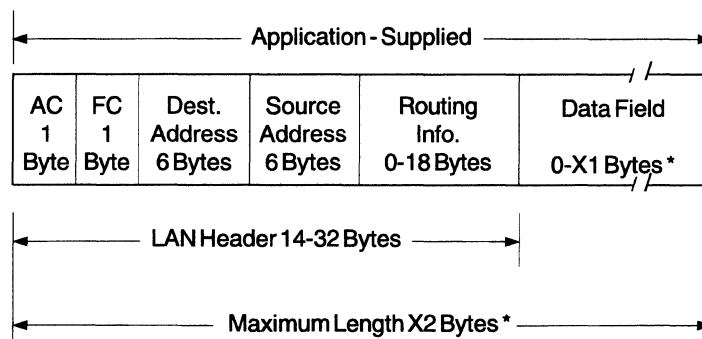 Application - Supplied
AC
1
Byte
FC
1
Byte
Dest.
Address
6 Bytes
Source
Address
6 Bytes
Routing
Info.
0-18 Bytes
Data Field
0-X1 Bytes *
LAN Header 14-32 Bytes
Maximum Length X2 Bytes *